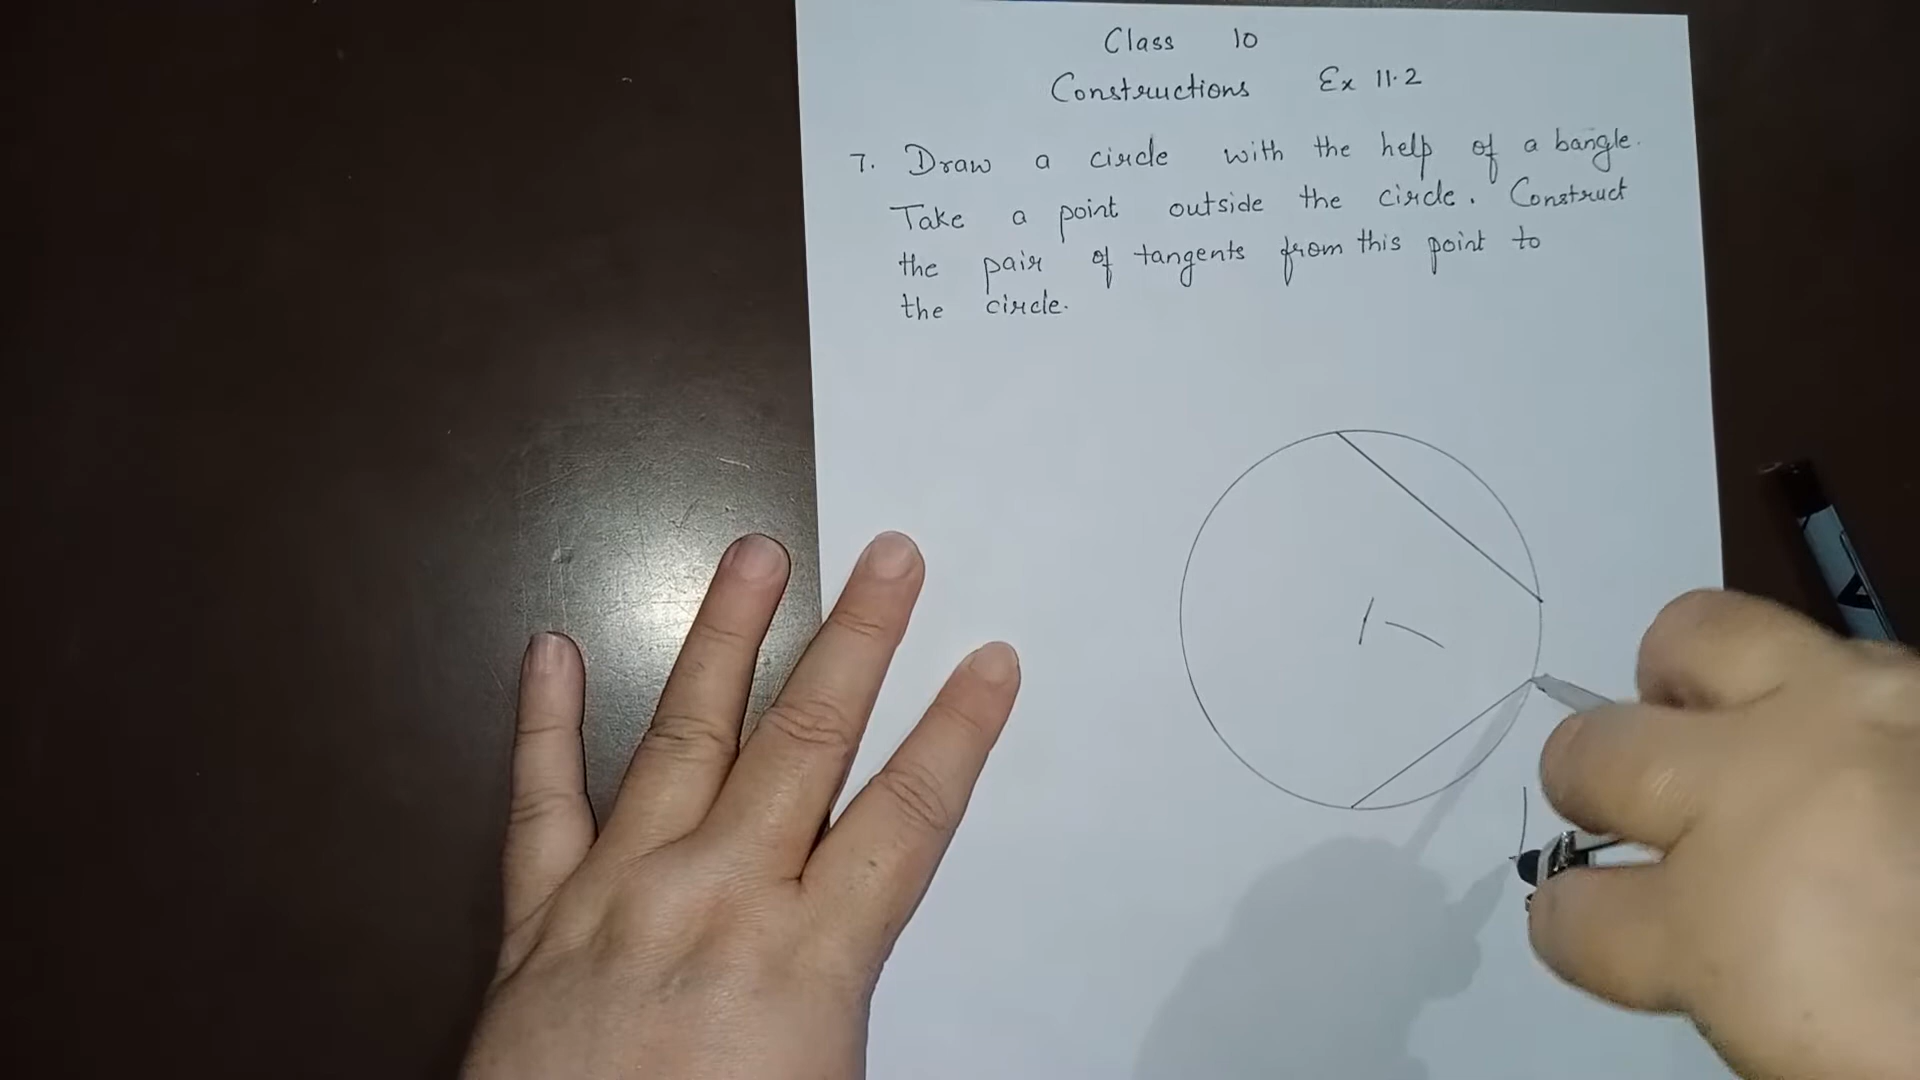 Class 10
Constructions Ex 11.2
7. Draw a circle with the help of a bangle.
Take a point outside the circle. Construct
the pair of tangents from this point to
the circle.